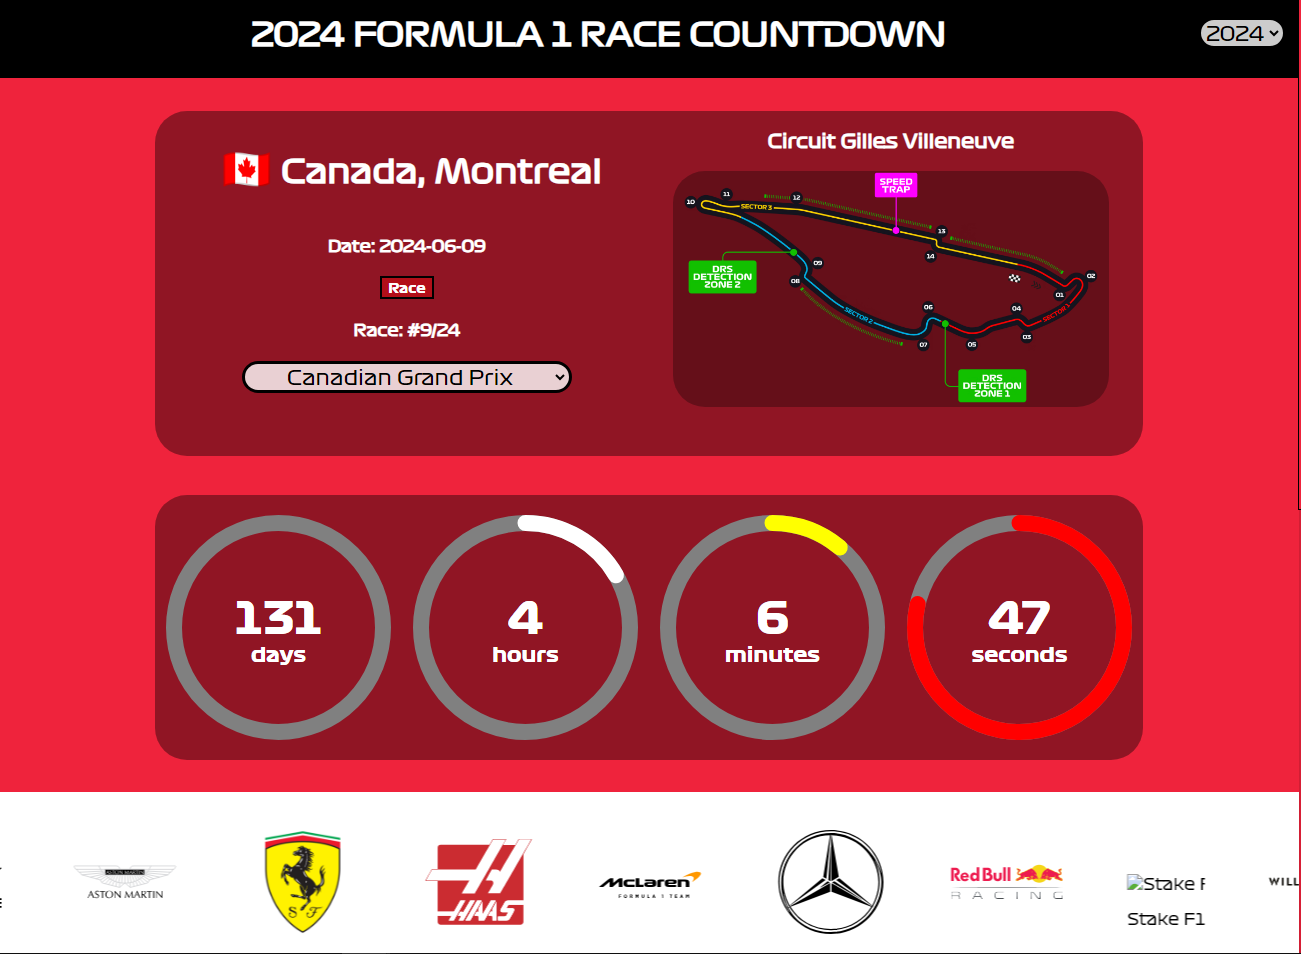 2024 FORMULA 1 RACE COUNTDOWN
2024
Canada, Montreal
Date: 2024-06-09
Race
Race: #9/24
Canadian Grand Prix
Circuit Gilles Villeneuve
SPEED
TRAP
10
11
SECTOR 3
12
13
14
DRS
DETECTION
ZONE 2
09
08
02
01
SECTOR 1
04
03
06
05
07
SECTOR 2
DRS
DETECTION
ZONE 1
131
days
4
hours
6
minutes
47
seconds
ASTON MARTIN
ASTON MARTIN
S F
HAAS
McLaren
FORMULA 1 TEAM
Red Bull
RACING
Stake F
Stake F1
WILL